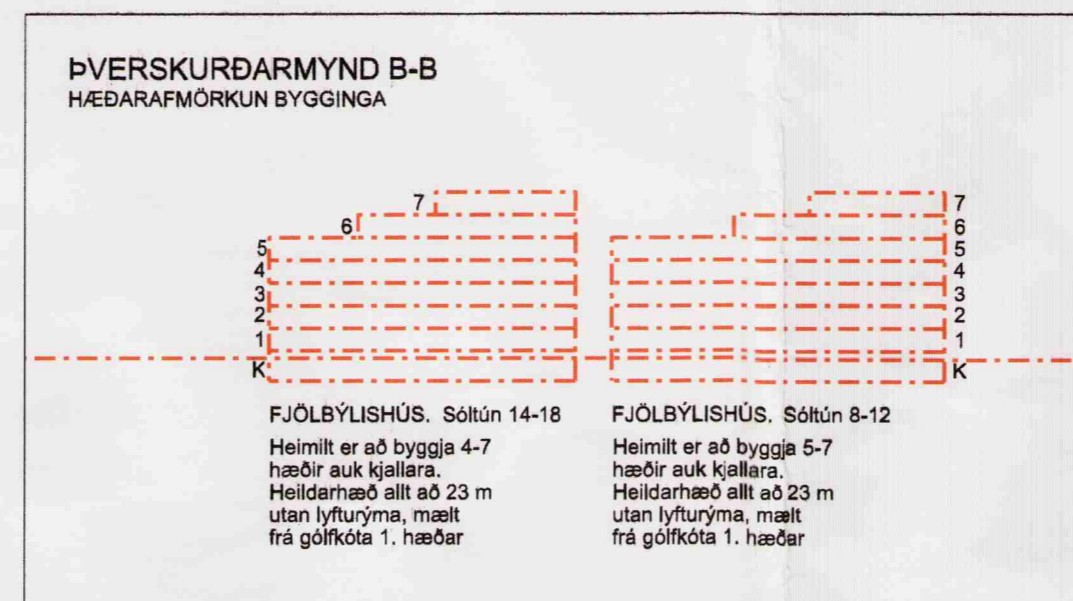 ÞVERSKURÐARMYND B-B
HÆÐARAFMÖRKUN BYGGINGA
7
6
5
4
3
2
1
K
7
6
5
4
3
2
1
K
FJÖLBÝLISHÚS. Sóltún 14-18
Heimilt er að byggja 4-7
hæðir auk kjallara.
Heildarhæð allt að 23 m
utan lyfturýma, mælt
frá gólfkóta 1. hæðar
FJÖLBÝLISHÚS. Sóltún 8-12
Heimilt er að byggja 5-7
hæðir auk kjallara.
Heildarhæð allt að 23 m
utan lyfturýma, mælt
frá gólfkóta 1. hæðar